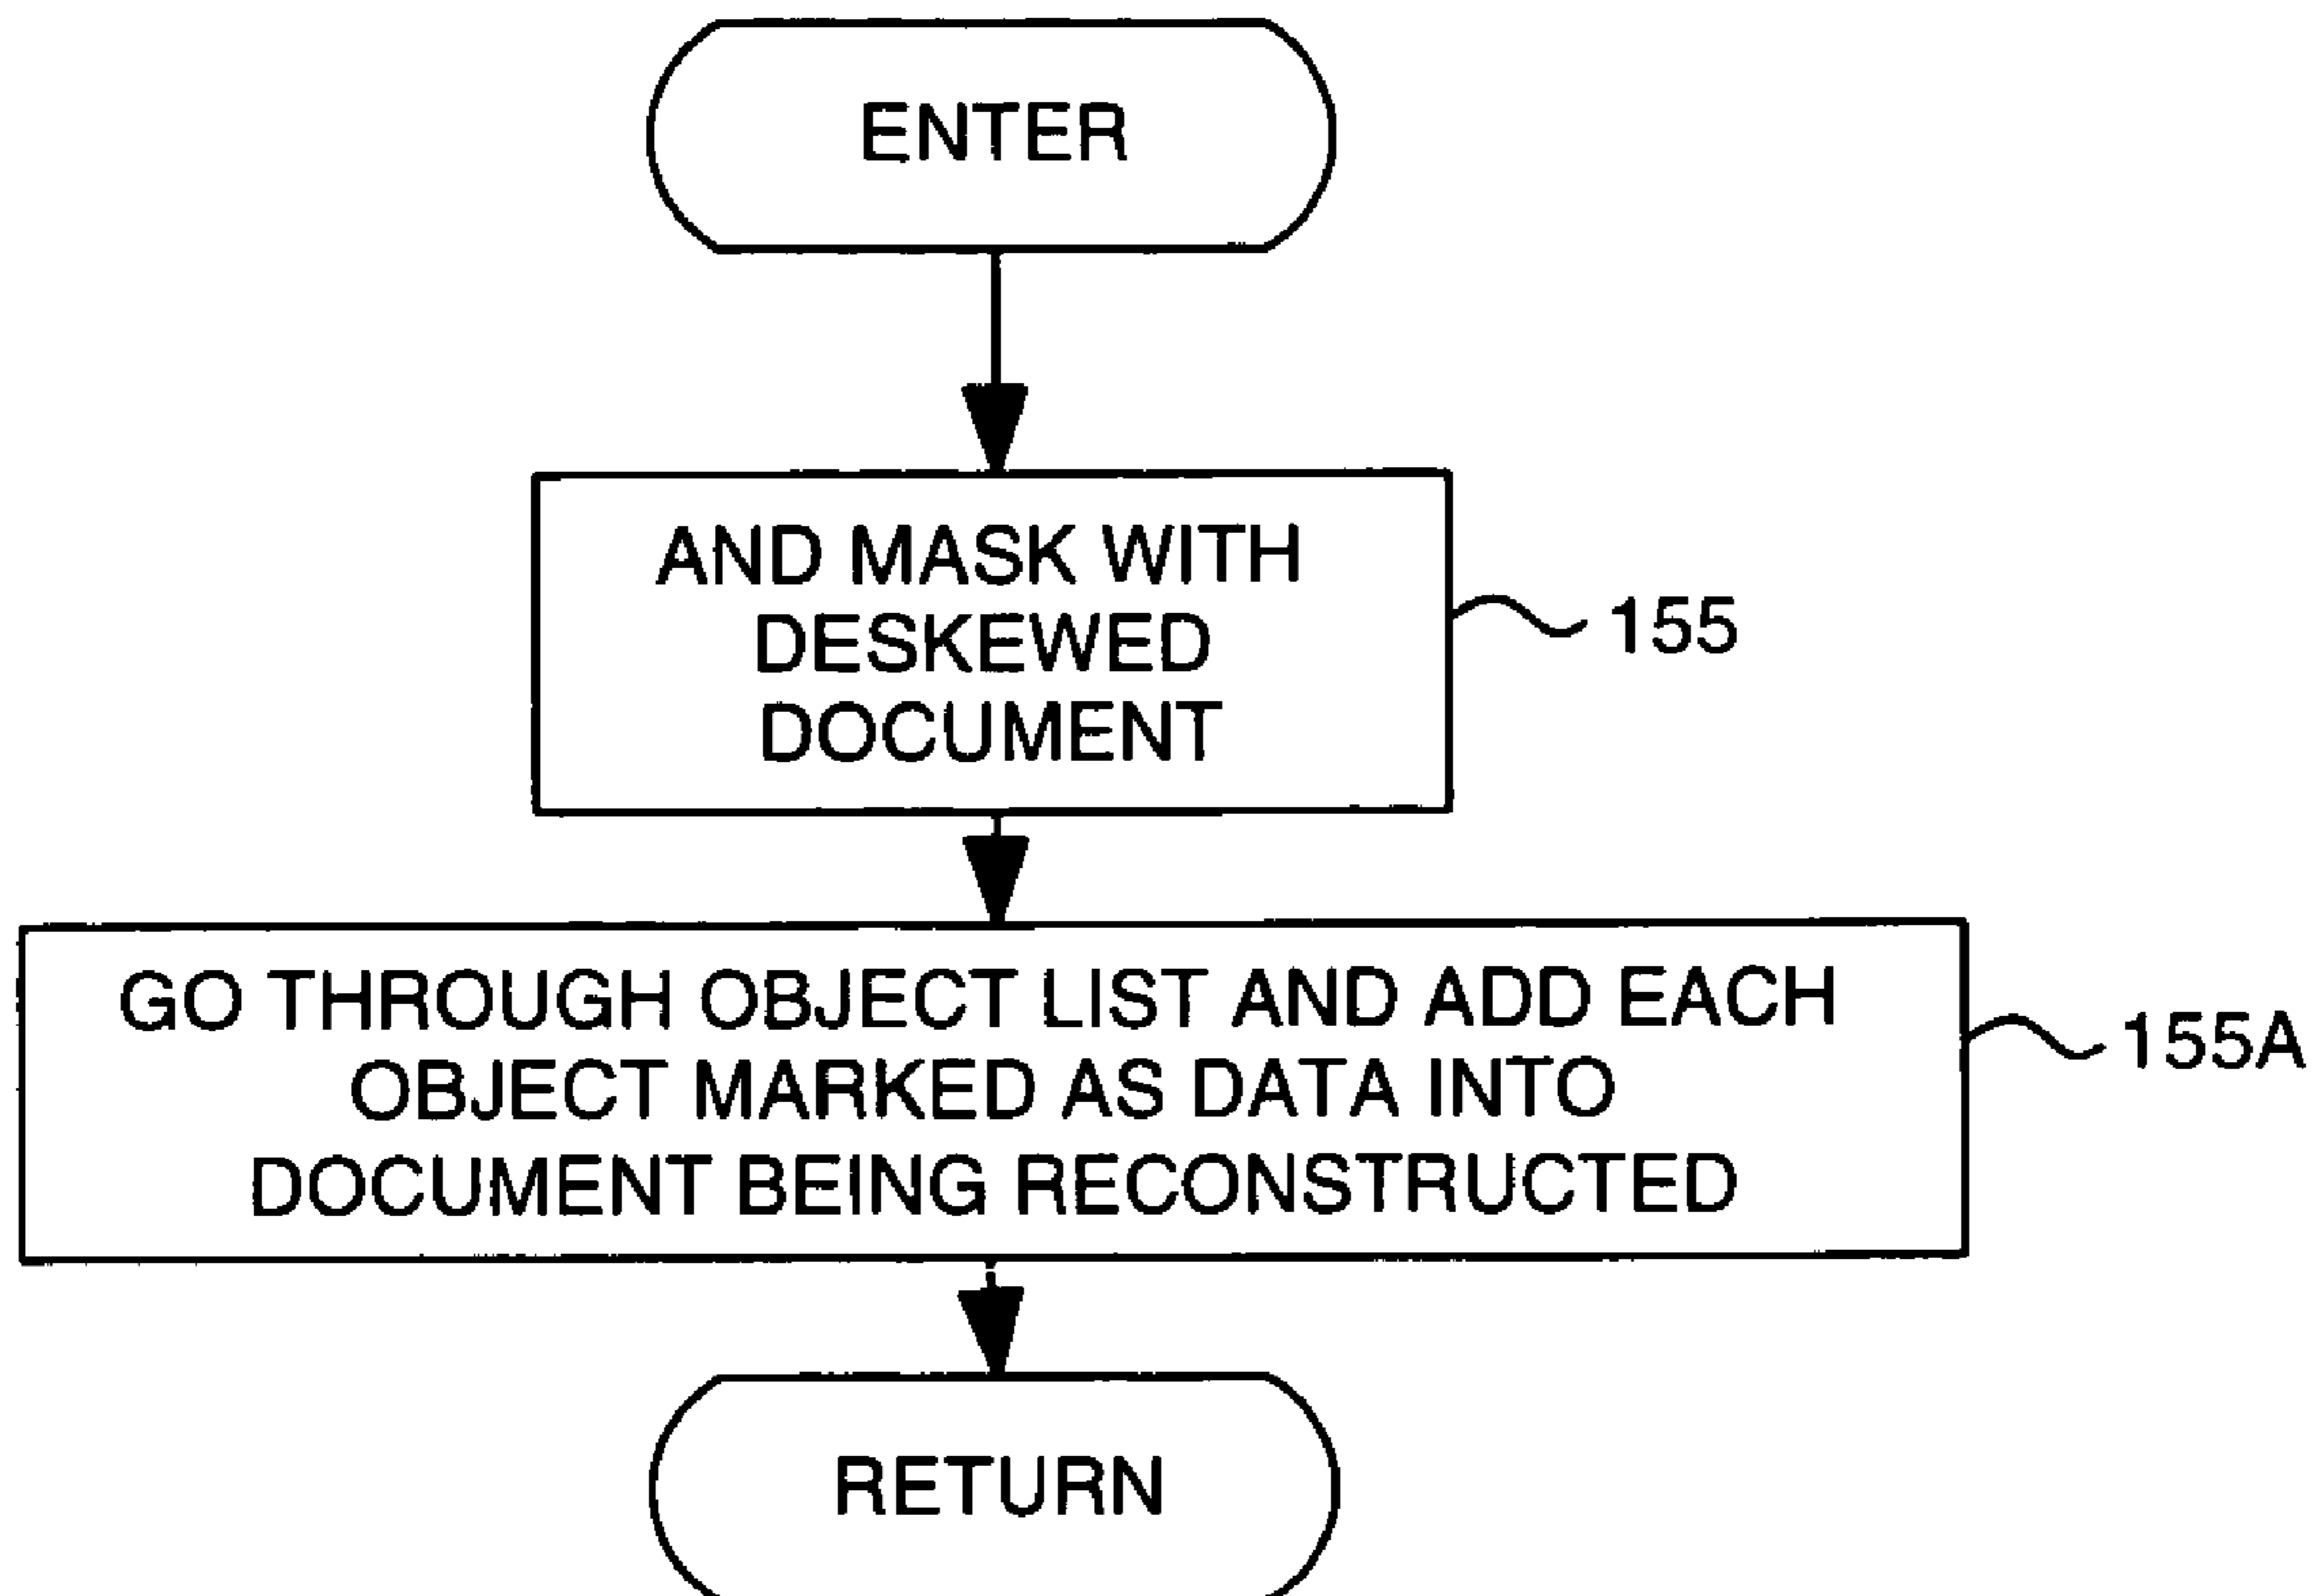 ENTER
AND MASK WITH
DESKEWED
DOCUMENT
155
GO THROUGH OBJECT LIST AND ADD EACH
OBJECT MARKED AS DATA INTO
DOCUMENT BEING RECONSTRUCTED
155A
RETURN